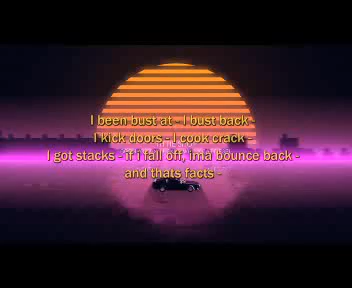 I been bust at - I bust back -
I kick doors - I cook crack -
I got stacks - if i fall off, ima bounce back -
and thats facts -